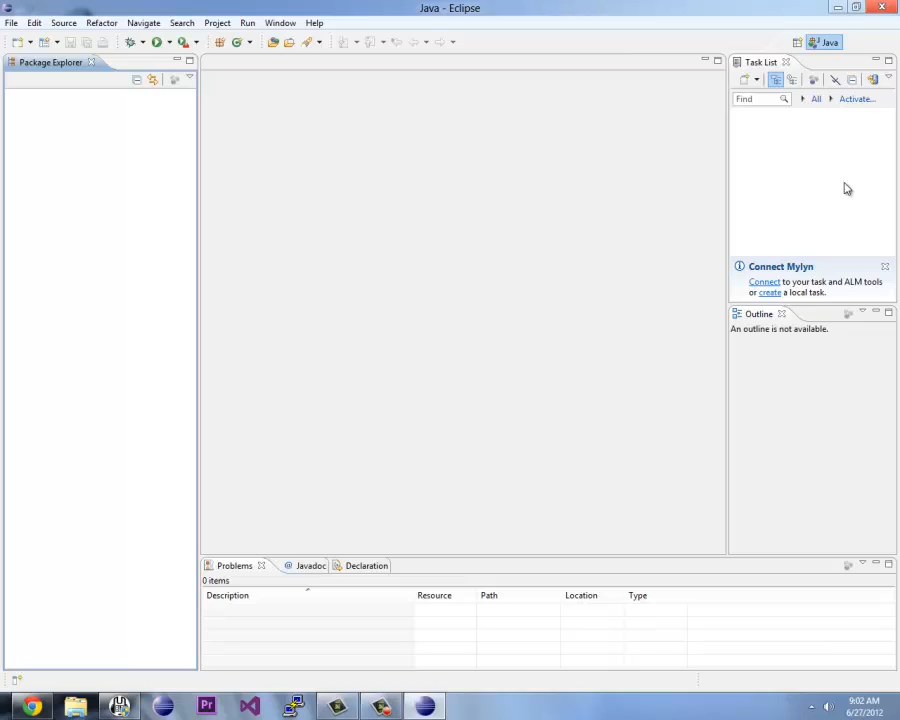 Java - Eclipse
File Edit Source Refactor Navigate Search Project Run Window Help
Java
Package Explorer
Task List
Find All Activate...
Connect Mylyn
Connect to your task and ALM tools
or create a local task.
Outline
An outline is not available.
Problems @ Javadoc Declaration
0 items
Description Resource Path Location Type
Pr
9:02 AM
6/27/2012